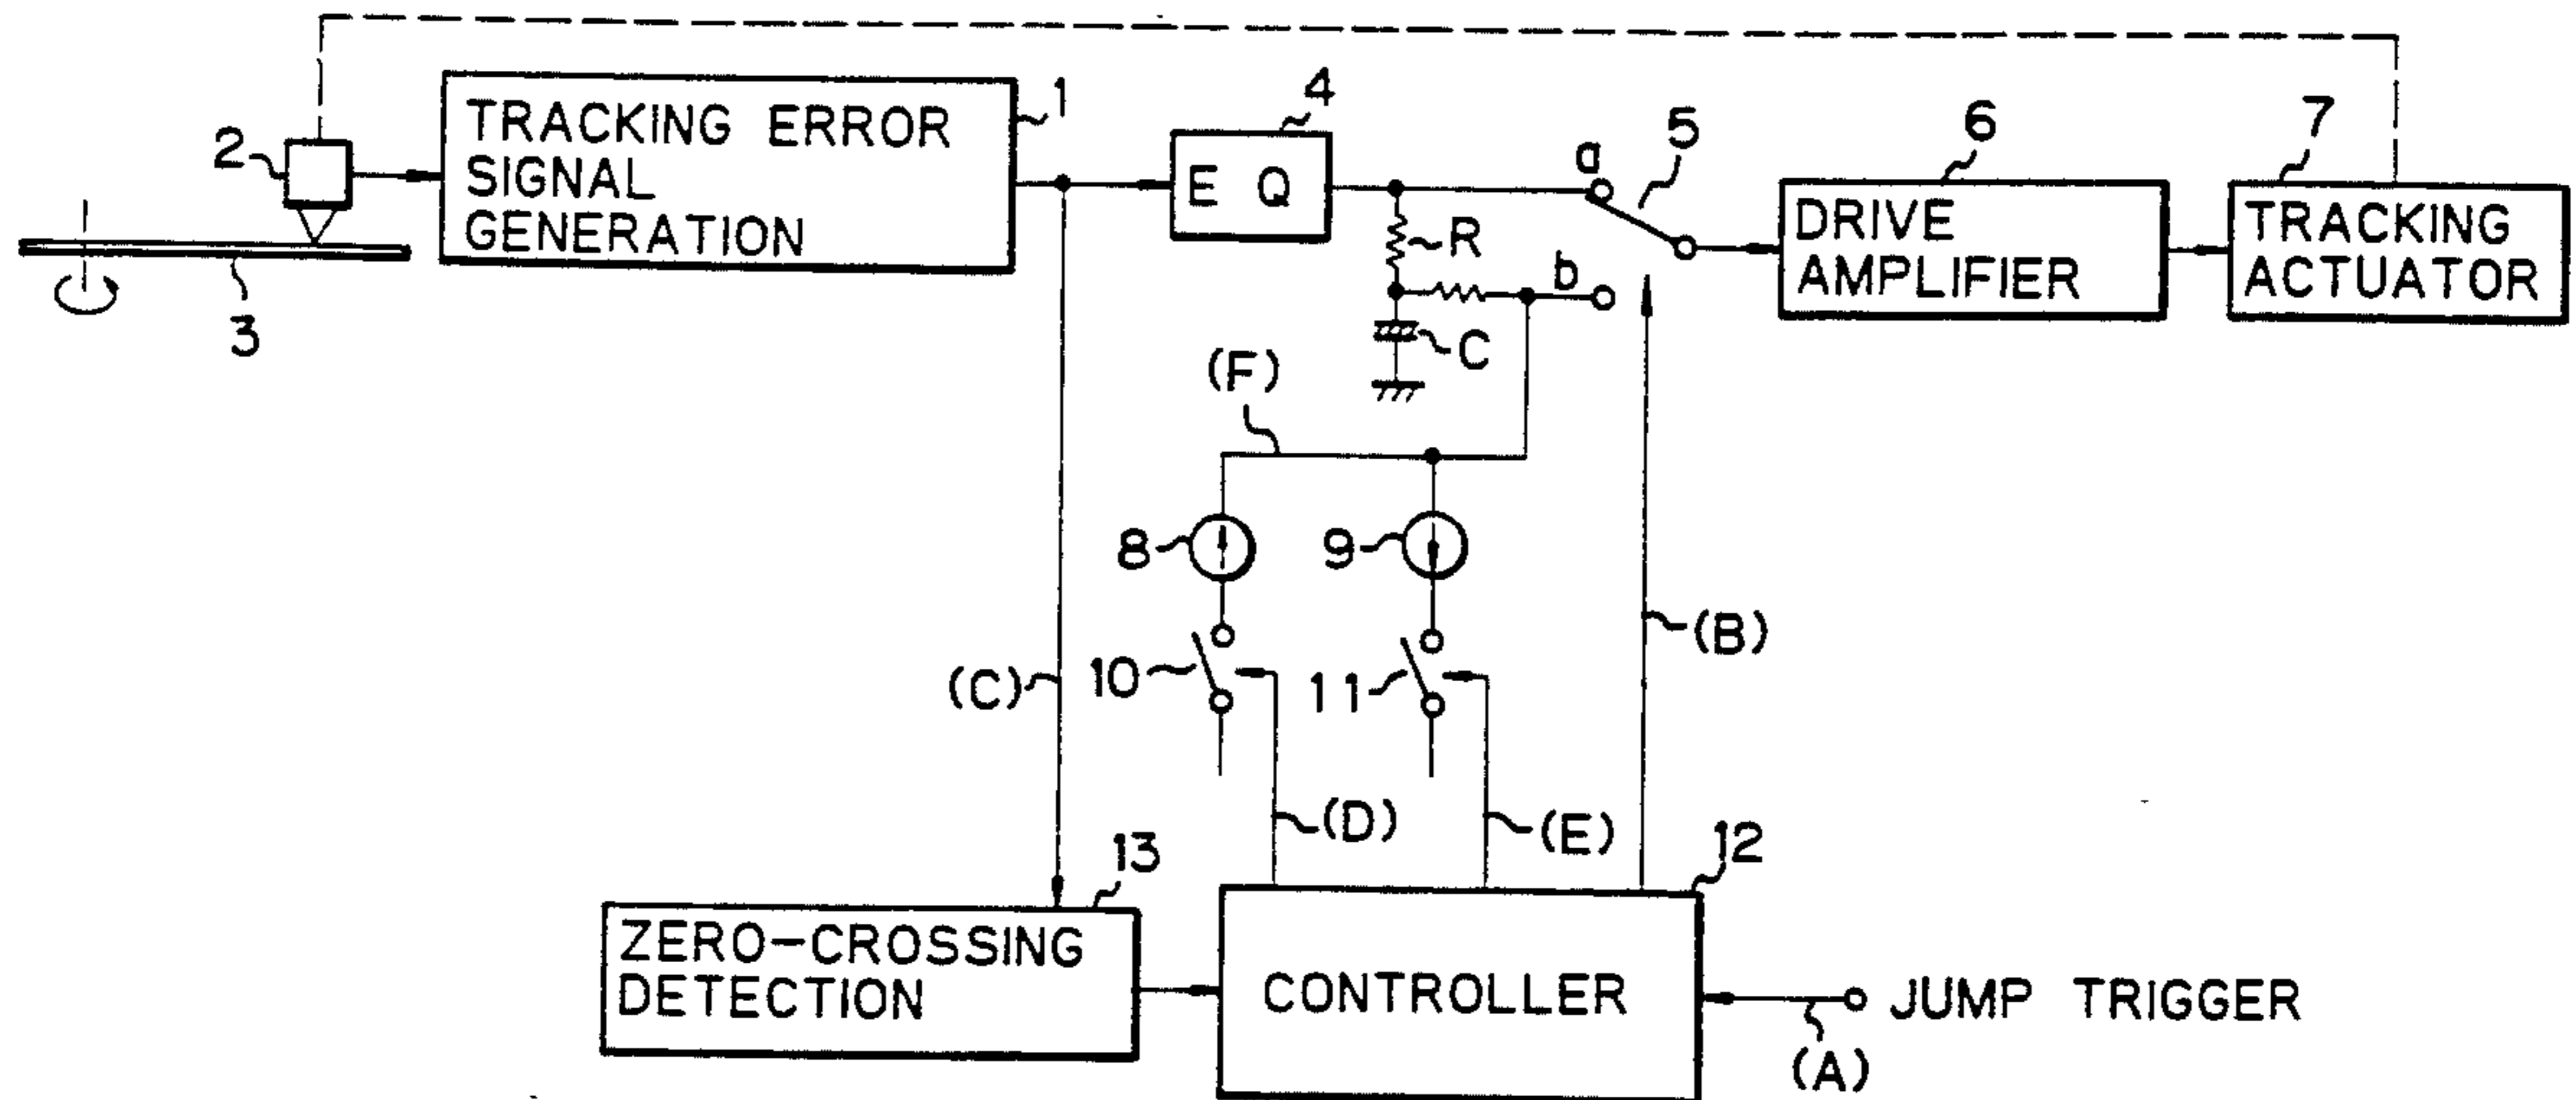 1
4
5
6
7
2
TRACKING ERROR
SIGNAL
GENERATION
E Q
a
b
R
C
DRIVE
AMPLIFIER
TRACKING
ACTUATOR
3
(F)
8
9
10
11
(B)
(C)
(D)
(E)
12
13
ZERO-CROSSING
DETECTION
CONTROLLER
JUMP TRIGGER
(A)